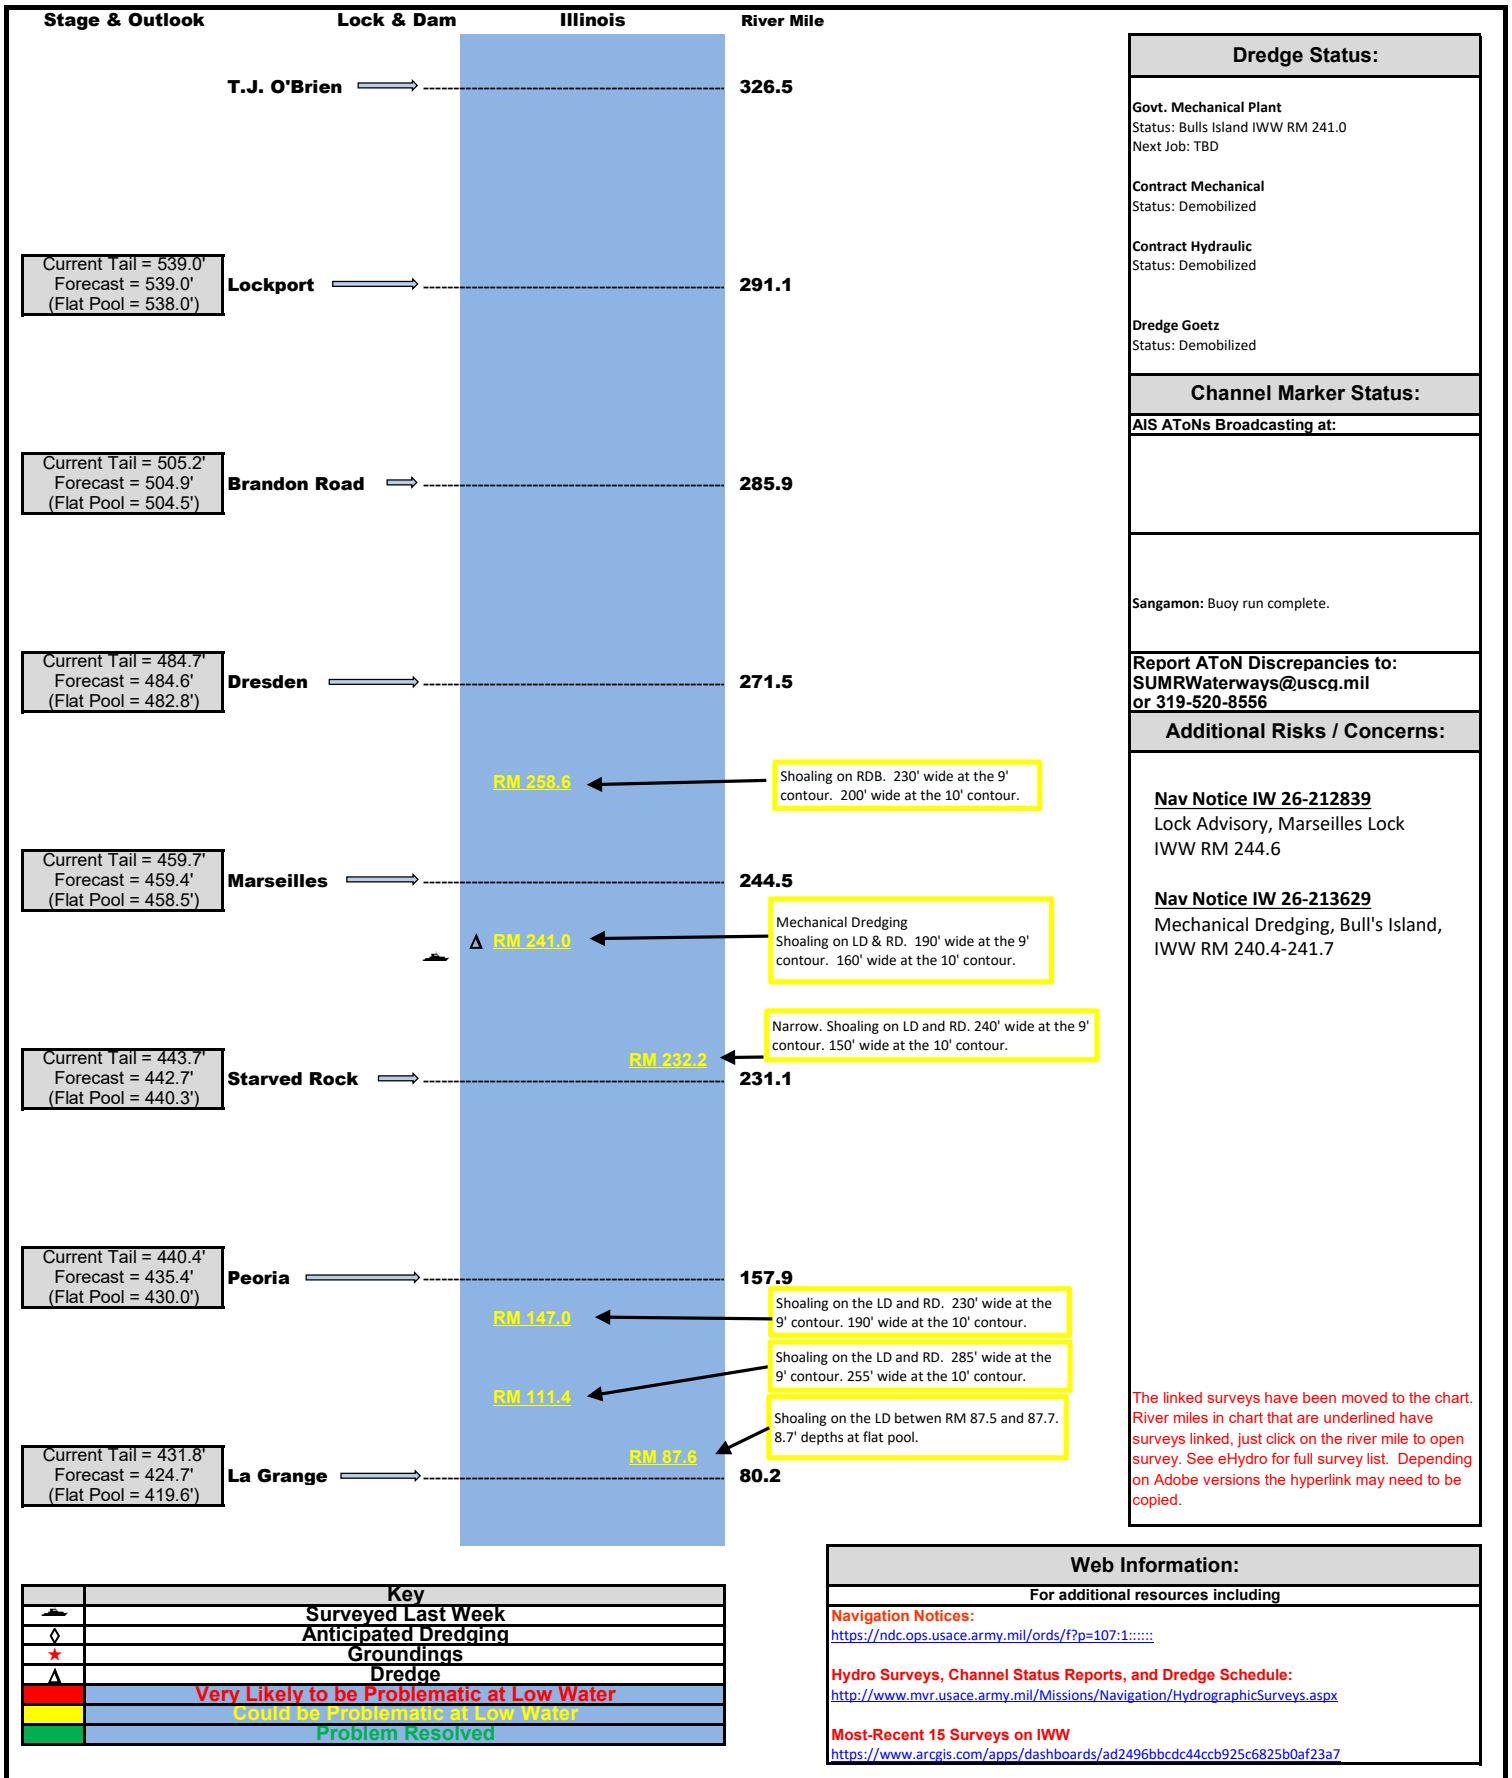 Stage & Outlook Lock & Dam Illinois River Mile
T.J. O'Brien 326.5
Current Tail = 539.0'
Forecast = 539.0'
(Flat Pool = 538.0')
Lockport 291.1
Current Tail = 505.2'
Forecast = 504.9'
(Flat Pool = 504.5')
Brandon Road 285.9
Current Tail = 484.7'
Forecast = 484.6'
(Flat Pool = 482.8')
Dresden 271.5
RM 258.6
Shoaling on RDB. 230' wide at the 9'
contour. 200' wide at the 10' contour.
Current Tail = 459.7'
Forecast = 459.4'
(Flat Pool = 458.5')
Marseilles 244.5
Δ RM 241.0
Mechanical Dredging
Shoaling on LD & RD. 190' wide at the 9'
contour. 160' wide at the 10' contour.
Narrow. Shoaling on LD and RD. 240' wide at the 9'
contour. 150' wide at the 10' contour.
RM 232.2
Current Tail = 443.7'
Forecast = 442.7'
(Flat Pool = 440.3')
Starved Rock 231.1
Current Tail = 440.4'
Forecast = 435.4'
(Flat Pool = 430.0')
Peoria 157.9
RM 147.0
Shoaling on the LD and RD. 230' wide at the
9' contour. 190' wide at the 10' contour.
RM 111.4
Shoaling on the LD and RD. 285' wide at the
9' contour. 255' wide at the 10' contour.
RM 87.6
Shoaling on the LD betwen RM 87.5 and 87.7.
8.7' depths at flat pool.
Current Tail = 431.8'
Forecast = 424.7'
(Flat Pool = 419.6')
La Grange 80.2
Dredge Status:
Govt. Mechanical Plant
Status: Bulls Island IWW RM 241.0
Next Job: TBD
Contract Mechanical
Status: Demobilized
Contract Hydraulic
Status: Demobilized
Dredge Goetz
Status: Demobilized
Channel Marker Status:
AIS AToNs Broadcasting at:
Sangamon: Buoy run complete.
Report AToN Discrepancies to:
SUMRWaterways@uscg.mil
or 319-520-8556
Additional Risks / Concerns:
Nav Notice IW 26-212839
Lock Advisory, Marseilles Lock
IWW RM 244.6
Nav Notice IW 26-213629
Mechanical Dredging, Bull's Island,
IWW RM 240.4-241.7
The linked surveys have been moved to the chart.
River miles in chart that are underlined have
surveys linked, just click on the river mile to open
survey. See eHydro for full survey list. Depending
on Adobe versions the hyperlink may need to be
copied.
Key
Surveyed Last Week
◊ Anticipated Dredging
★ Groundings
Δ Dredge
Very Likely to be Problematic at Low Water
Could be Problematic at Low Water
Problem Resolved
Web Information:
For additional resources including
Navigation Notices:
https://ndc.ops.usace.army.mil/ords/f?p=107:1::::::
Hydro Surveys, Channel Status Reports, and Dredge Schedule:
http://www.mvr.usace.army.mil/Missions/Navigation/HydrographicSurveys.aspx
Most-Recent 15 Surveys on IWW
https://www.arcgis.com/apps/dashboards/ad2496bbcdc44ccb925c6825b0af23a7